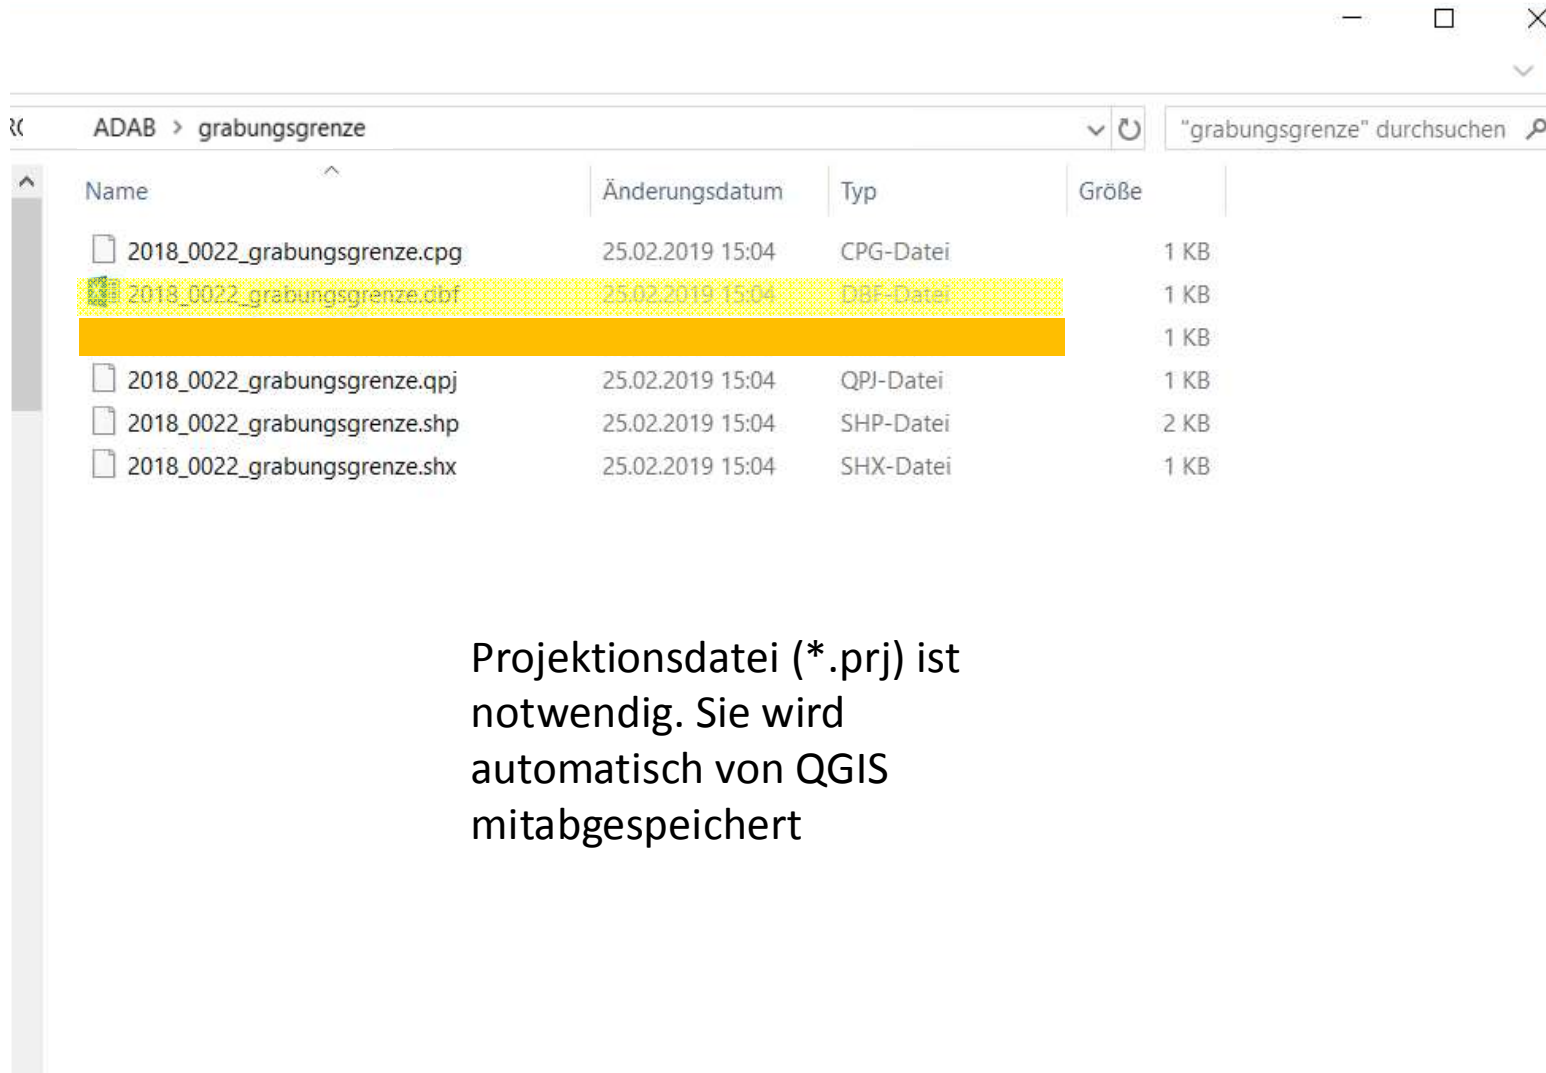 ADAB > grabungsgrenze
"grabungsgrenze" durchsuchen
Name Änderungsdatum Typ Größe
2018_0022_grabungsgrenze.cpg 25.02.2019 15:04 CPG-Datei 1 KB
2018_0022_grabungsgrenze.dbf 25.02.2019 15:04 DBF-Datei 1 KB
1 KB
2018_0022_grabungsgrenze.qpj 25.02.2019 15:04 QPJ-Datei 1 KB
2018_0022_grabungsgrenze.shp 25.02.2019 15:04 SHP-Datei 2 KB
2018_0022_grabungsgrenze.shx 25.02.2019 15:04 SHX-Datei 1 KB
Projektionsdatei (*.prj) ist
notwendig. Sie wird
automatisch von QGIS
mitabgespeichert